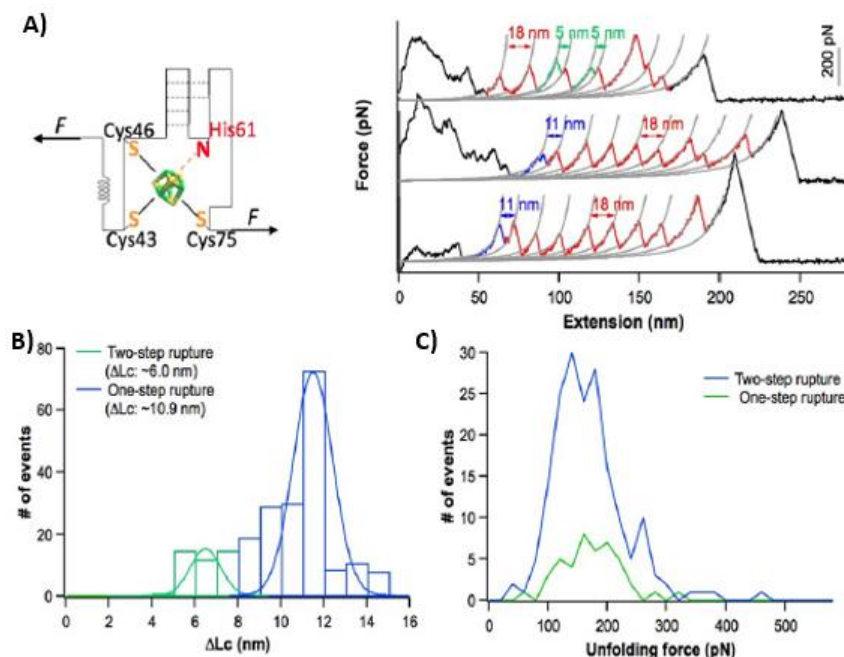 A)
F
Cys46
His61
S
N
S
S
Cys43
Cys75
F
18 nm
5 nm
5 nm
200 pN
11 nm
18 nm
11 nm
18 nm
Force (pN)
0
50
100
150
200
250
Extension (nm)
B)
80
60
40
20
0
# of events
Two-step rupture
(ΔLc: ~6.0 nm)
One-step rupture
(ΔLc: ~10.9 nm)
0
2
4
6
8
10
12
14
16
ΔLc (nm)
C)
30
25
20
15
10
5
0
# of events
Two-step rupture
One-step rupture
0
100
200
300
400
500
Unfolding force (pN)